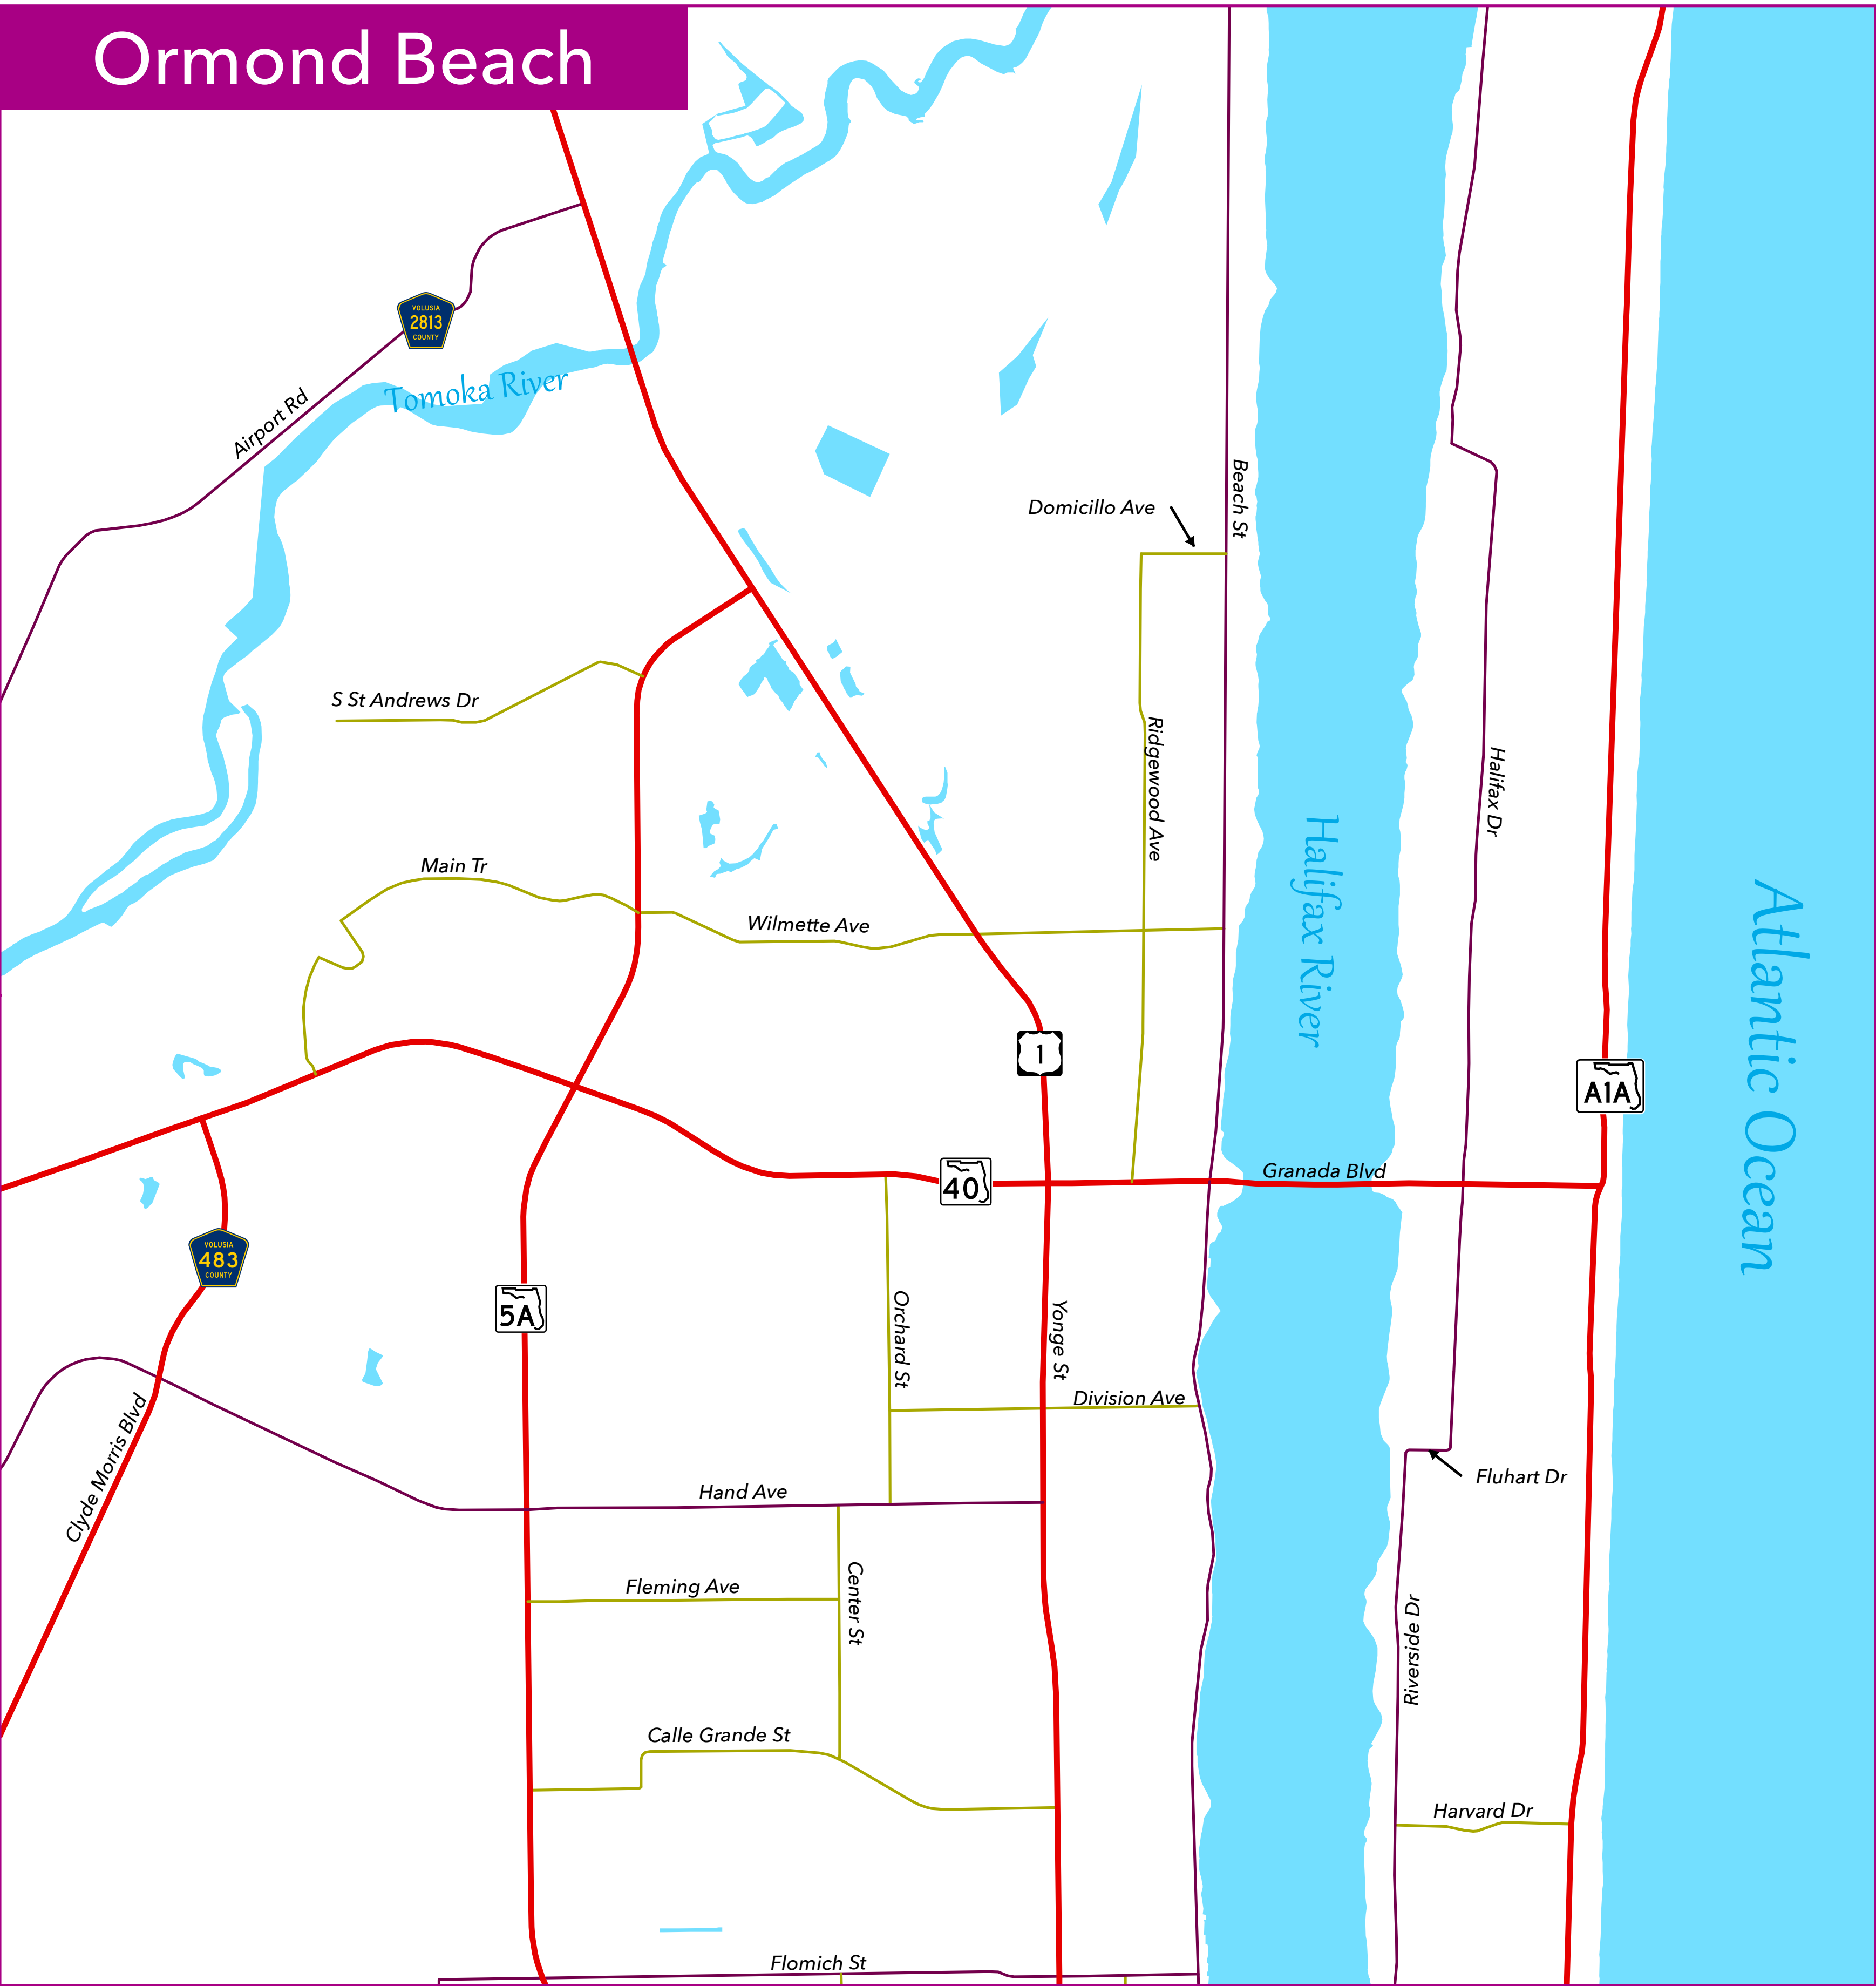 Ormond Beach
VOLUSIA
2813
COUNTY
Airport Rd
Tomoka River
Beach St
Domicillo Ave
S St Andrews Dr
Ridgewood Ave
Halifax Dr
Main Tr
Wilmette Ave
Halifax River
Atlantic Ocean
1
A1A
40
Granada Blvd
VOLUSIA
483
COUNTY
5A
Orchard St
Yonge St
Division Ave
Clyde Morris Blvd
Fluhart Dr
Hand Ave
Fleming Ave
Center St
Riverside Dr
Calle Grande St
Harvard Dr
Flomich St